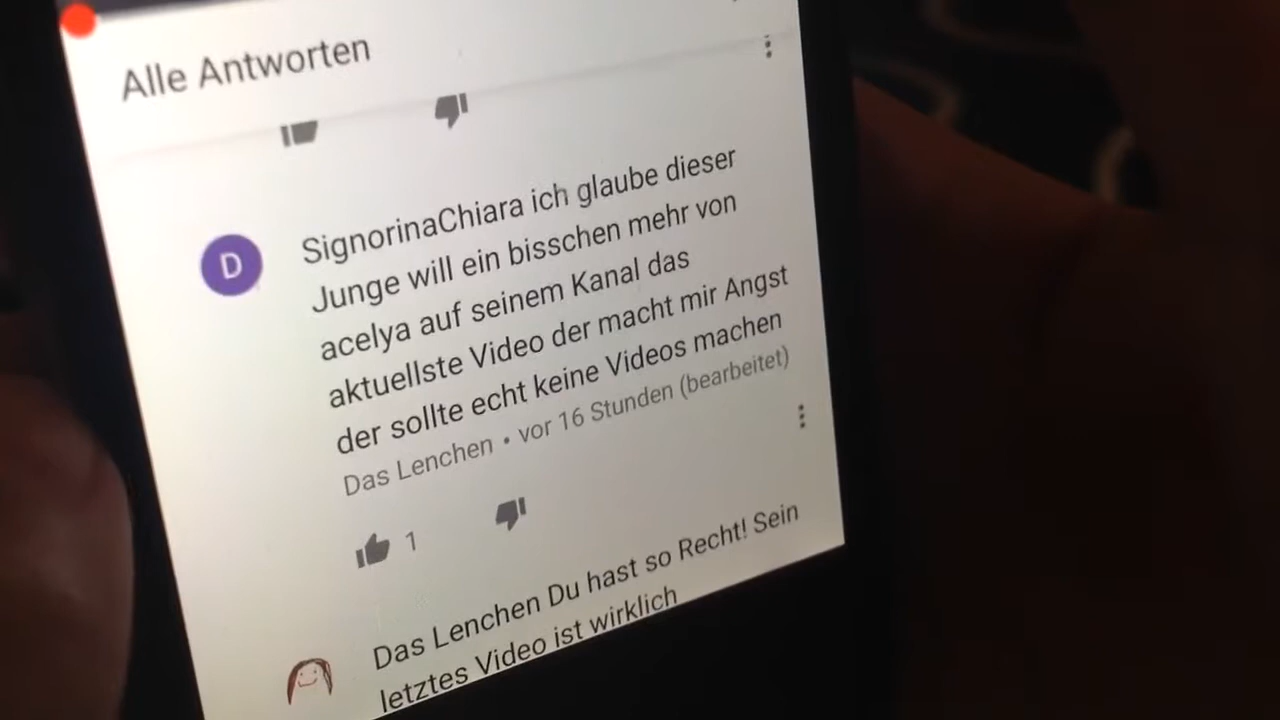 Alle Antworten
D
SignorinaChiara ich glaube dieser
Junge will ein bisschen mehr von
acelya auf seinem Kanal das
aktuellste Video der macht mir Angst
der sollte echt keine Videos machen
Das Lenchen • vor 16 Stunden (bearbeitet)
1
Das Lenchen Du hast so Recht! Sein
letztes Video ist wirklich